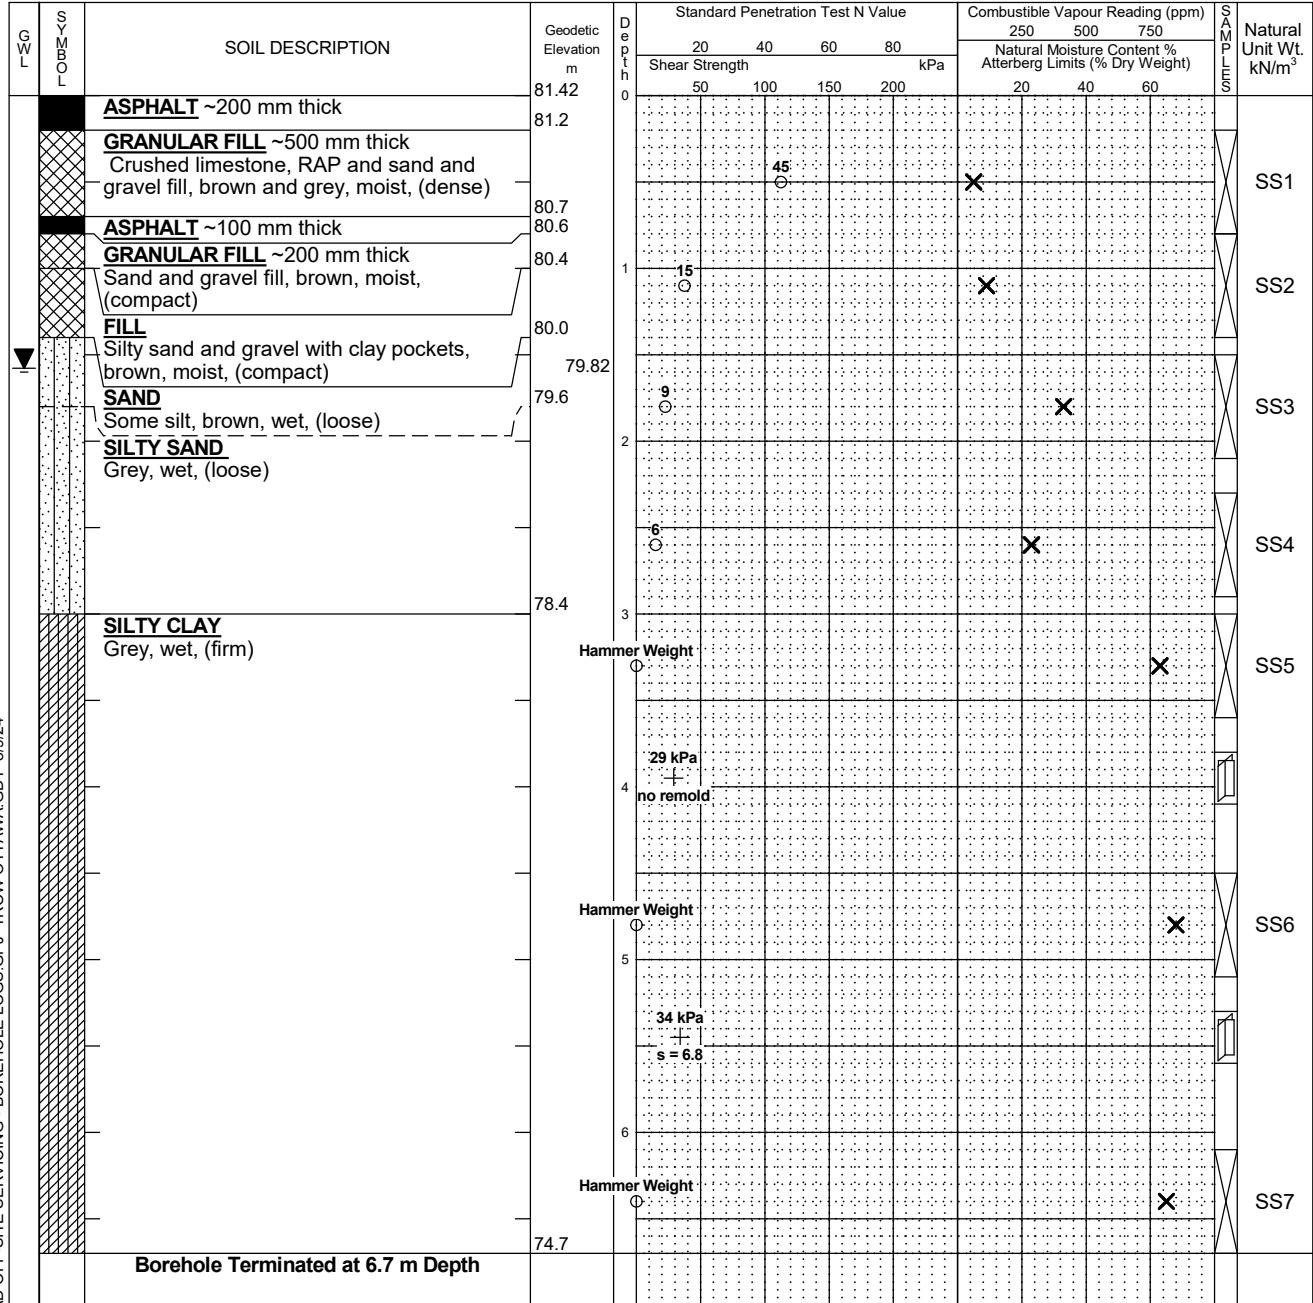 GWL
SYMBOL
SOIL DESCRIPTION
Geodetic
Elevation
m
Depth
Standard Penetration Test N Value
20 40 60 80
Shear Strength kPa
50 100 150 200
Combustible Vapour Reading (ppm)
250 500 750
Natural Moisture Content %
Atterberg Limits (% Dry Weight)
20 40 60
SAMPLES
Natural
Unit Wt.
kN/m³
81.42 0
ASPHALT ~200 mm thick
81.2
GRANULAR FILL ~500 mm thick
Crushed limestone, RAP and sand and
gravel fill, brown and grey, moist, (dense)
45
SS1
80.7
ASPHALT ~100 mm thick
80.6
GRANULAR FILL ~200 mm thick
80.4
Sand and gravel fill, brown, moist,
(compact)
1
15
SS2
FILL
80.0
Silty sand and gravel with clay pockets,
brown, moist, (compact)
79.82
SAND
79.6
Some silt, brown, wet, (loose)
9
SS3
SILTY SAND
Grey, wet, (loose)
2
6
SS4
78.4
3
SILTY CLAY
Grey, wet, (firm)
Hammer Weight
SS5
29 kPa
4
no remold
Hammer Weight
SS6
5
34 kPa
s = 6.8
6
Hammer Weight
SS7
74.7
Borehole Terminated at 6.7 m Depth